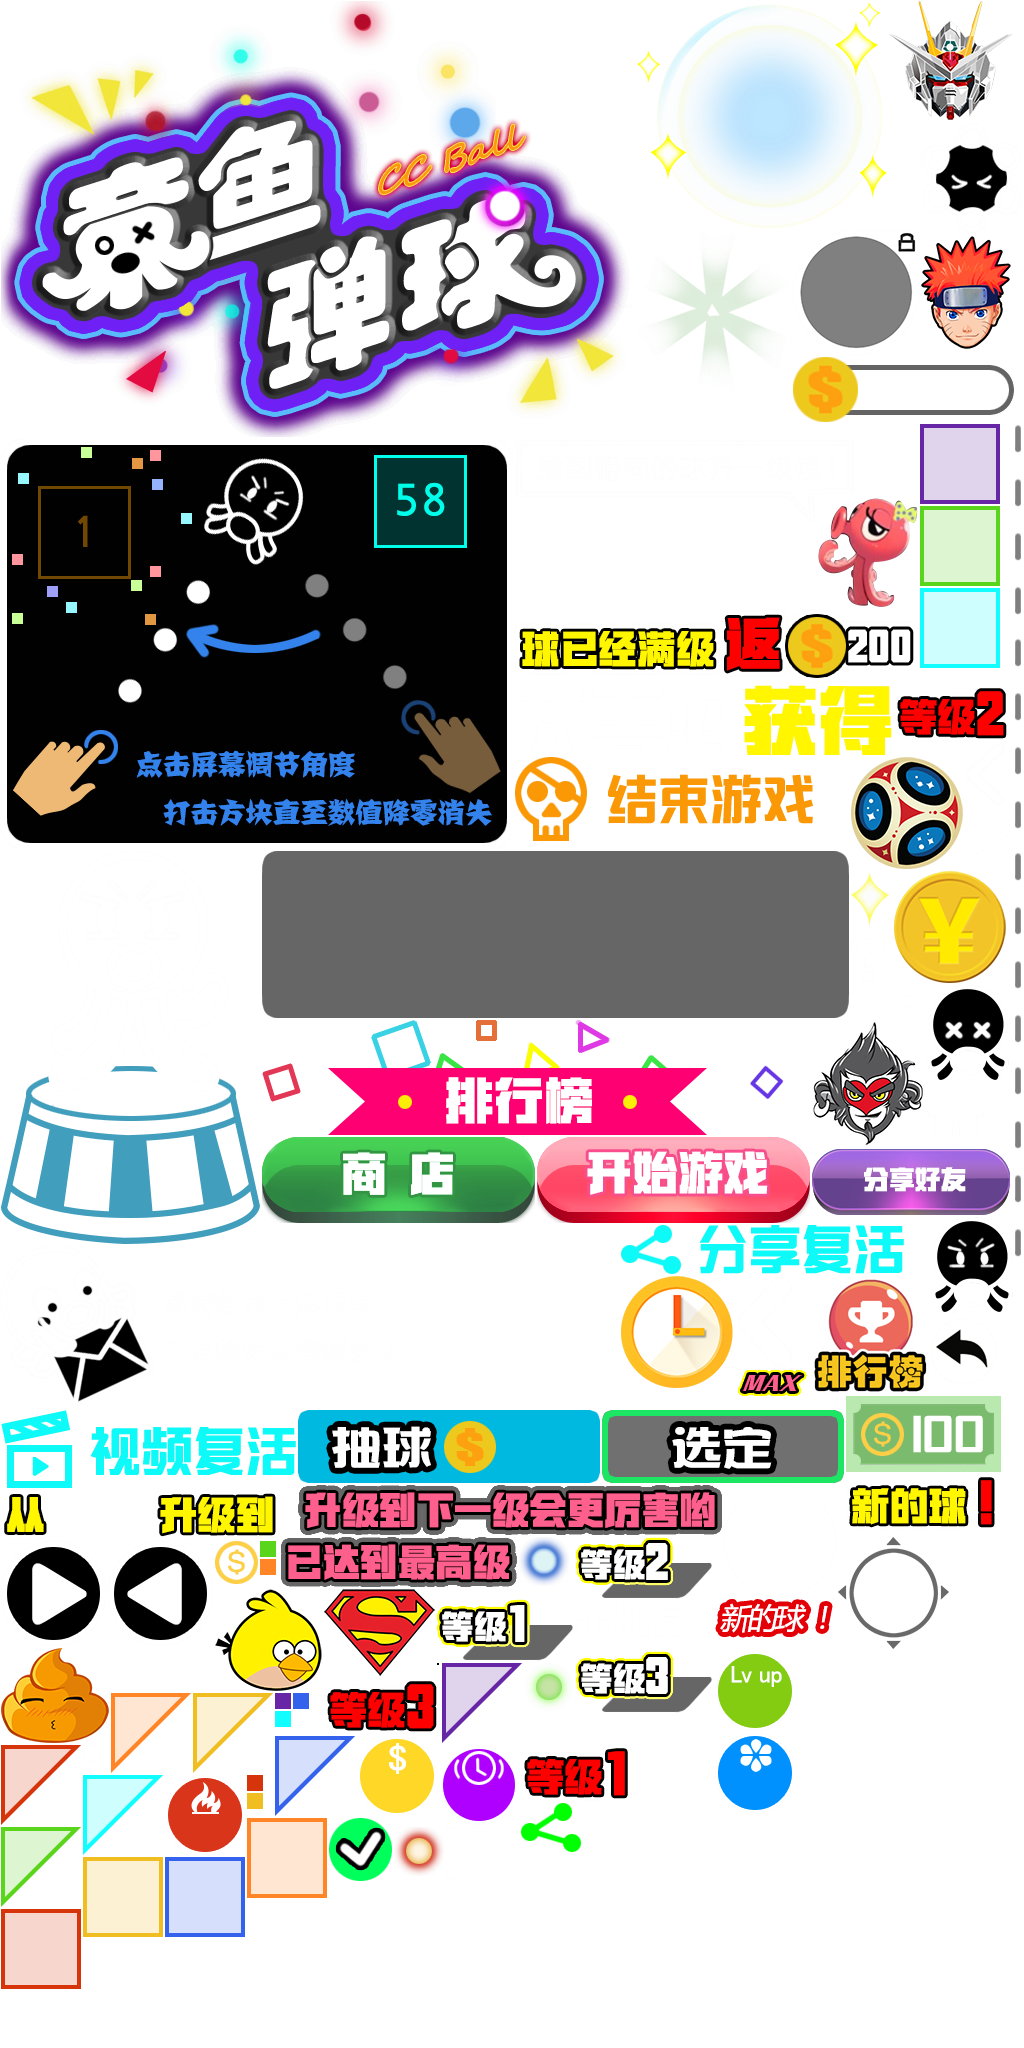 章鱼
弹球
CC Ball
$
1
58
点击屏幕调节角度
打击方块直至数值降零消失
球已经满级 返 $ 200
获得
等级2
结束游戏
¥
排行榜
商 店
开始游戏
分享好友
分享复活
MAX
排行榜
视频复活
抽球 $
选定
$ 100
从
升级到
升级到下一级会更厉害哟
新的球!
$
已达到最高级
等级2
S
等级1
新的球！
等级3
Lv up
等级3
$
等级1